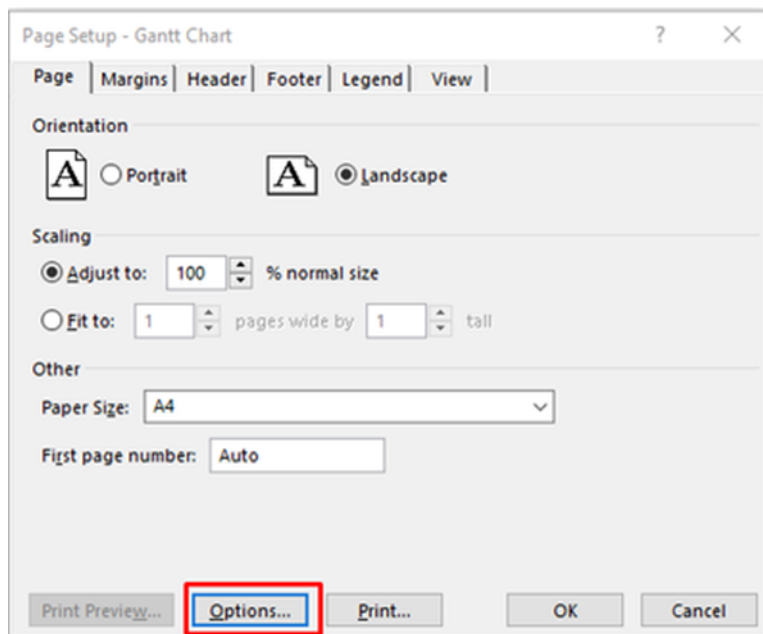 Page Setup - Gantt Chart ?
Page Margins Header Footer Legend View
Orientation
A Portrait A Landscape
Scaling
Adjust to: 100 % normal size
Fit to: 1 pages wide by 1 tall
Other
Paper Size: A4
First page number: Auto
Print Preview... Options... Print... OK Cancel